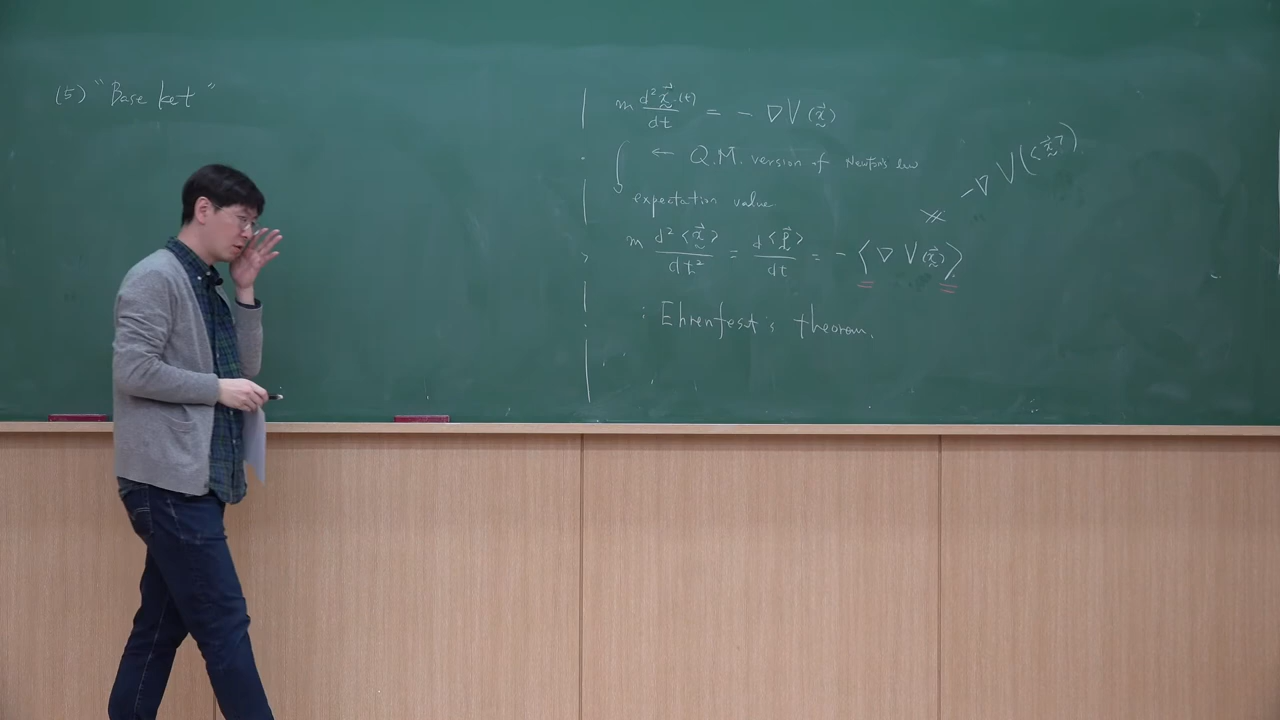 (5) "Base ket"
m d²x⃗(t)/dt = - ∇V(x⃗)
← Q.M. version of Newton's law
expectation value
≠ -∇V(<x⃗>)
m d²<x⃗>/dt² = d<p⃗>/dt = - <∇V(x⃗)>
: Ehrenfest's theorem.